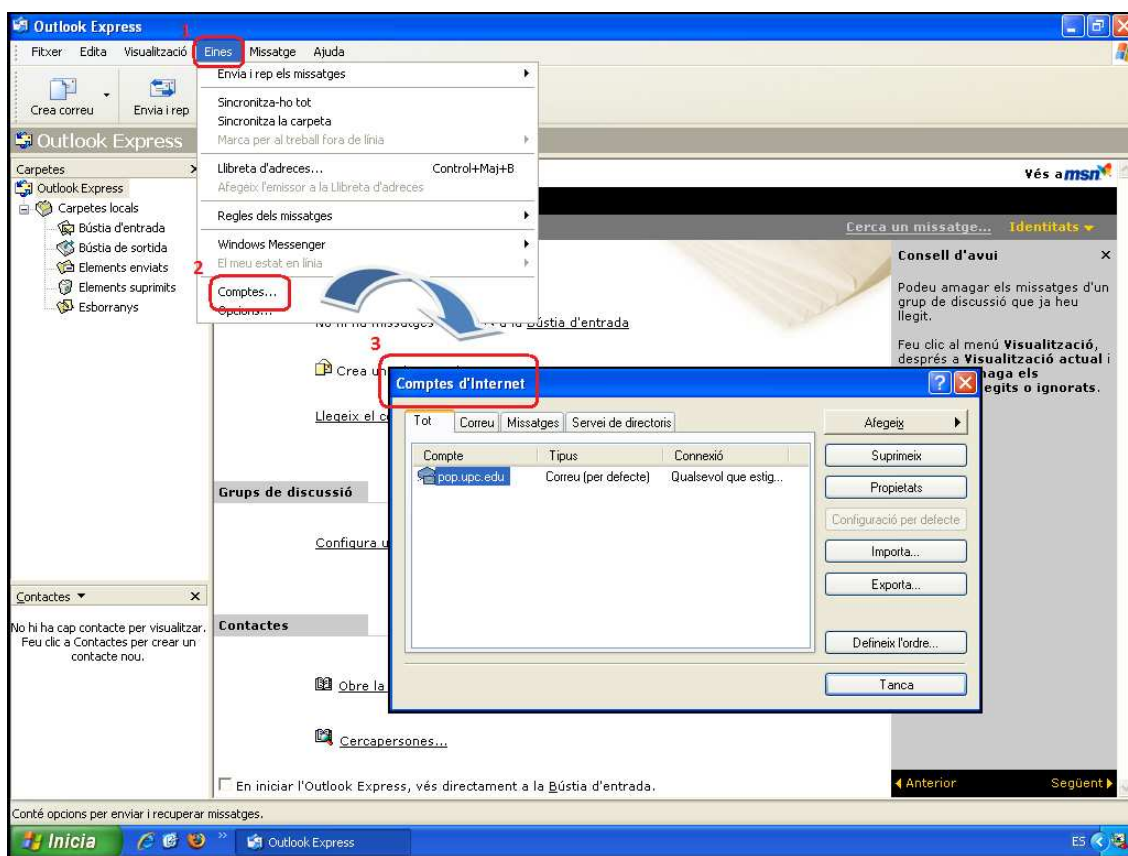 Outlook Express
1
Fitxer Edita Visualització Eines Missatge Ajuda
Crea correu Envia i rep
Envia i rep els missatges
Sincronitza-ho tot
Sincronitza la carpeta
Marca per al treball fora de línia
Llibreta d'adreces... Control+Maj+B
Afegeix l'emissor a la Llibreta d'adreces
Regles dels missatges
Windows Messenger
El meu estat en línia
2
Comptes...
Opcions...
Outlook Express
Carpetes
Outlook Express
Carpetes locals
Bústia d'entrada
Bústia de sortida
Elements enviats
Elements suprimits
Esborranys
Vés a msn
Cerca un missatge... Identitats
Consell d'avui
Podeu amagar els missatges d'un
grup de discussió que ja heu
llegit.
Feu clic al menú Visualització,
després a Visualització actual i
els
o ignorats.
No hi ha missatges a la Bústia d'entrada
3
Crea un
Llegeix el
Grups de discussió
Configura
Contactes
Obre la
Cercapersones...
En iniciar l'Outlook Express, vés directament a la Bústia d'entrada.
Comptes d'Internet
Tot Correu Missatges Servei de directoris
Compte Tipus Connexió
pop.upc.edu Correu (per defecte) Qualsevol que estig...
Afegeix
Suprimeix
Propietats
Configuració per defecte
Importa...
Exporta...
Defineix l'ordre...
Tanca
Contactes
No hi ha cap contacte per visualitzar.
Feu clic a Contactes per crear un
contacte nou.
Anterior Següent
Conté opcions per enviar i recuperar missatges.
Inicia Outlook Express ES